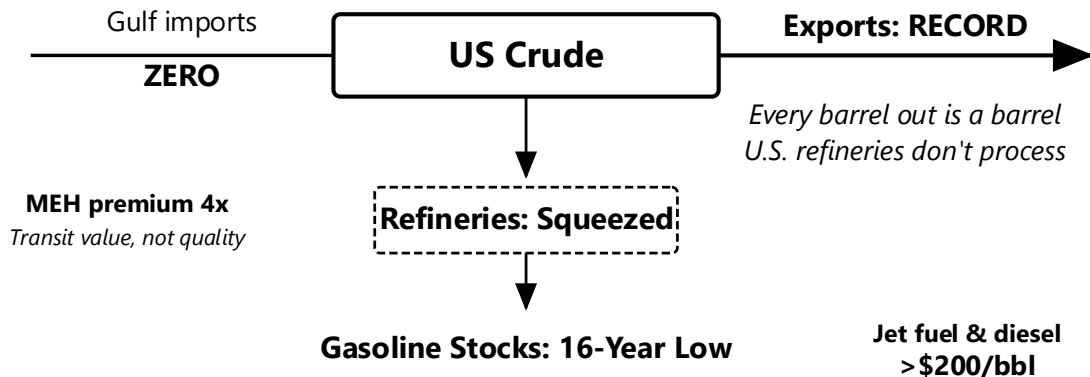 Gulf imports
ZERO
US Crude
Exports: RECORD
Every barrel out is a barrel
U.S. refineries don't process
MEH premium 4x
Transit value, not quality
Refineries: Squeezed
Gasoline Stocks: 16-Year Low
Jet fuel & diesel
>$200/bbl